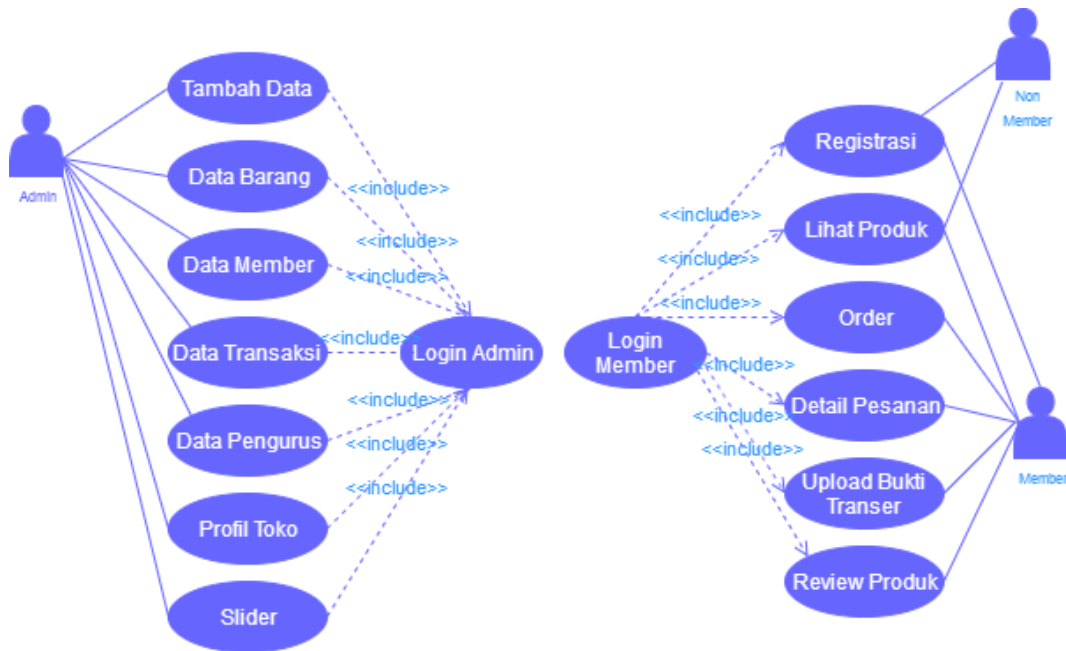 Tambah Data
Data Barang
Data Member
Data Transaksi
Data Pengurus
Profil Toko
Slider
Admin
<<include>>
<<include>>
<<include>>
<<include>>
<<include>>
<<include>>
<<include>>
Login Admin
Login
Member
<<include>>
<<include>>
<<include>>
<<include>>
<<include>>
<<include>>
Registrasi
Lihat Produk
Order
Detail Pesanan
Upload Bukti
Transer
Review Produk
Non
Member
Member